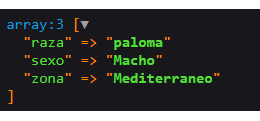 array:3 [▼
  "raza" => "paloma"
  "sexo" => "Macho"
  "zona" => "Mediterraneo"
]